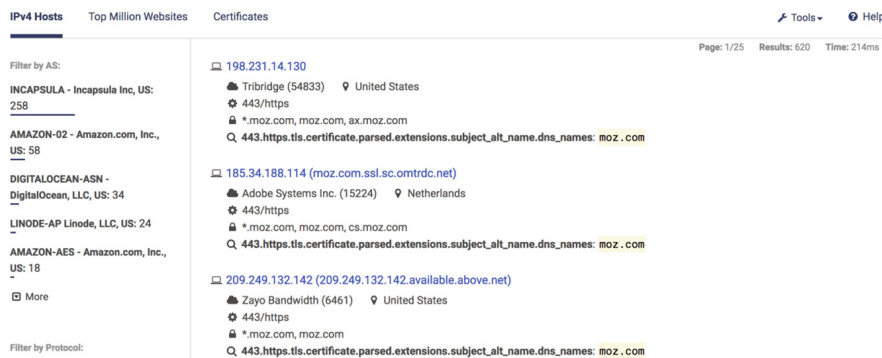 IPv4 Hosts Top Million Websites Certificates Tools Help
Page: 1/25 Results: 620 Time: 214ms
Filter by AS:
INCAPSULA - Incapsula Inc, US:
258
AMAZON-02 - Amazon.com, Inc.,
US: 58
DIGITALOCEAN-ASN -
DigitalOcean, LLC, US: 34
LINODE-AP Linode, LLC, US: 24
AMAZON-AES - Amazon.com, Inc.,
US: 18
More
Filter by Protocol:
198.231.14.130
Tribridge (54833) United States
443/https
*.moz.com, moz.com, ax.moz.com
443.https.tls.certificate.parsed.extensions.subject_alt_name.dns_names: moz.com
185.34.188.114 (moz.com.ssl.sc.omtrdc.net)
Adobe Systems Inc. (15224) Netherlands
443/https
*.moz.com, moz.com, cs.moz.com
443.https.tls.certificate.parsed.extensions.subject_alt_name.dns_names: moz.com
209.249.132.142 (209.249.132.142.available.above.net)
Zayo Bandwidth (6461) United States
443/https
*.moz.com, moz.com
443.https.tls.certificate.parsed.extensions.subject_alt_name.dns_names: moz.com